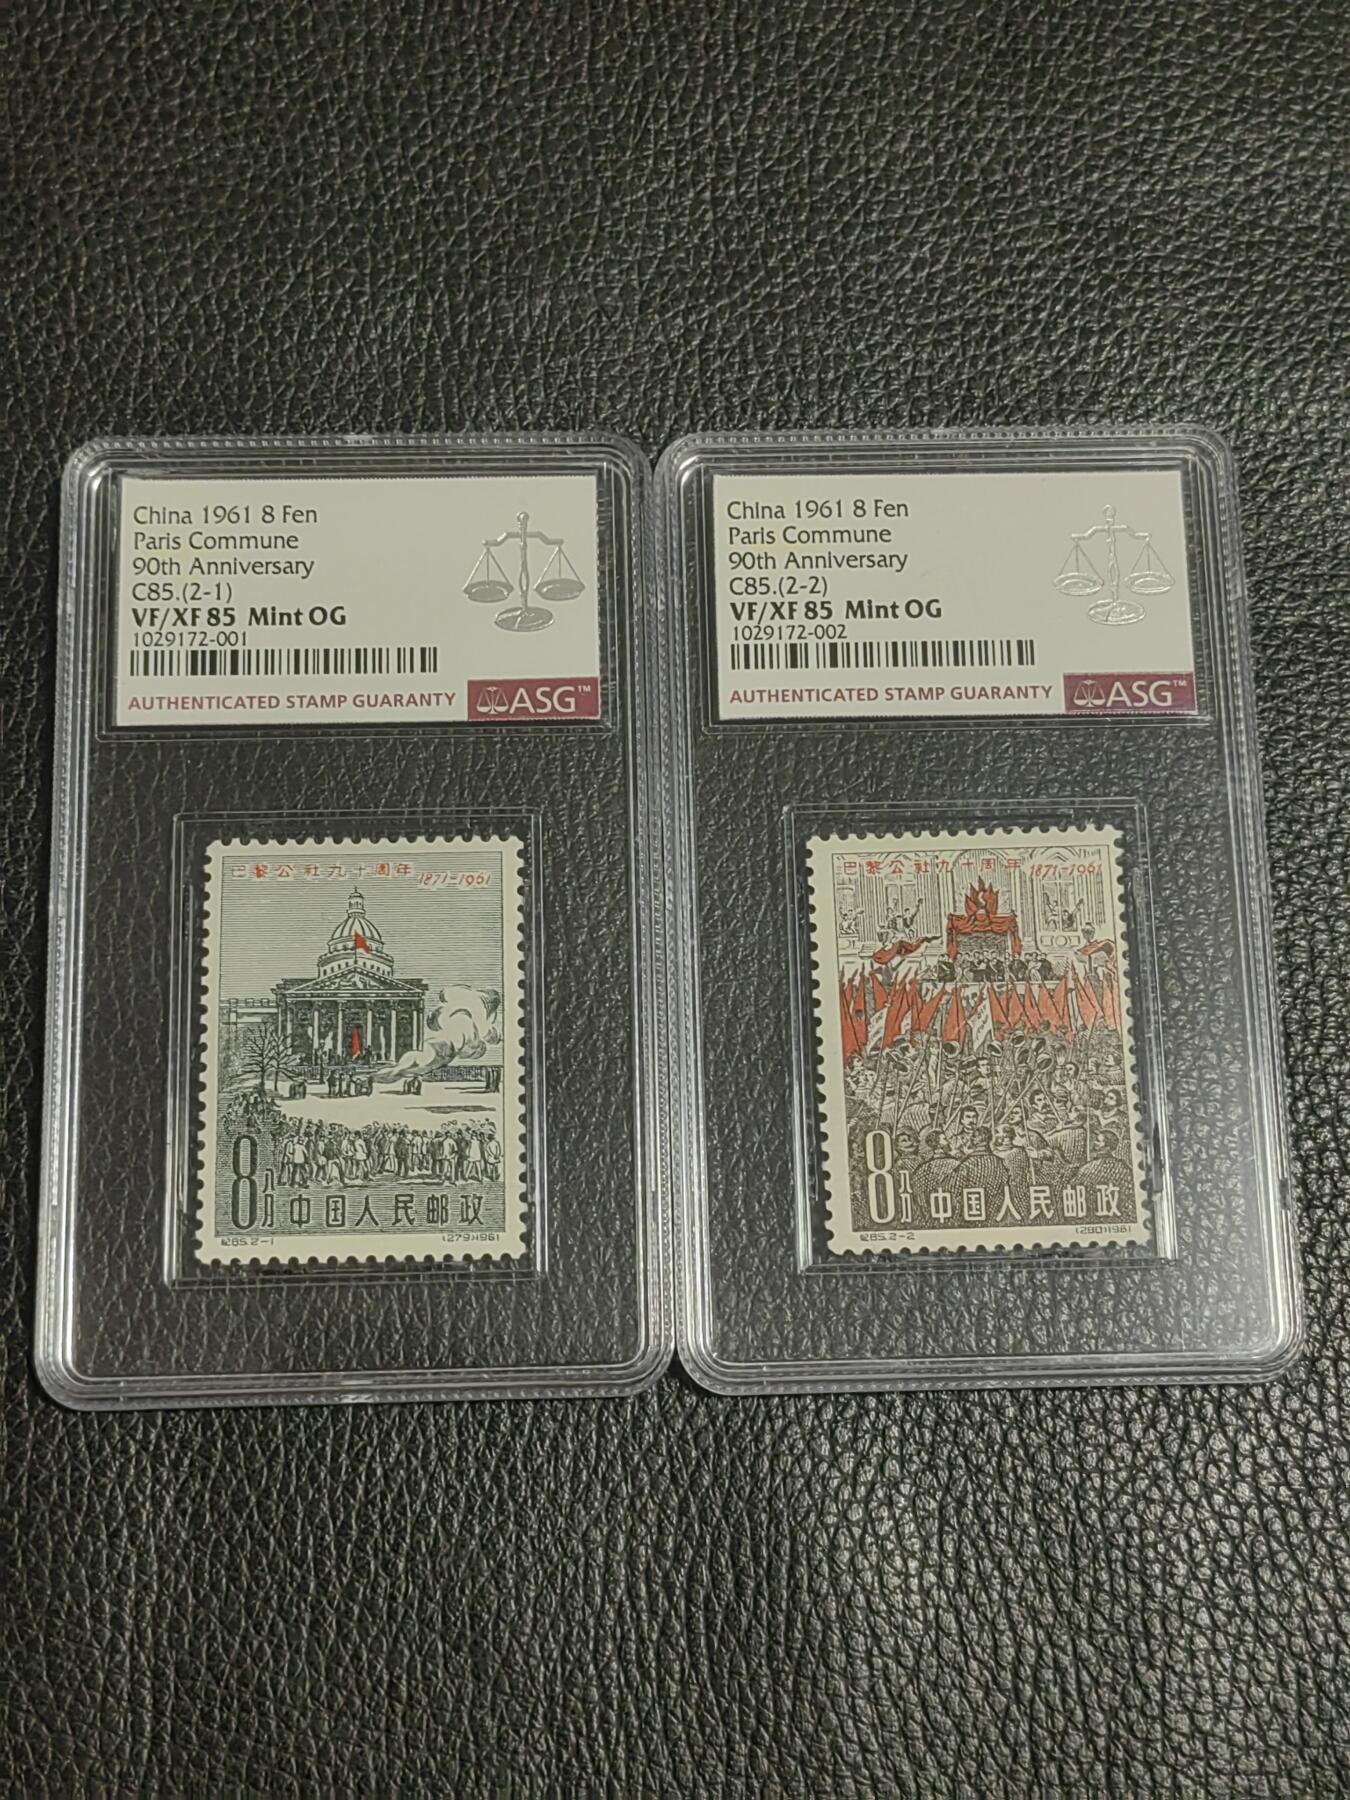 China 1961 8 Fen
Paris Commune
90th Anniversary
C85.(2-1)
VF/XF 85 Mint OG
1029172-001
AUTHENTICATED STAMP GUARANTY ASG™
巴黎公社九十周年 1871-1961
8分 中国人民邮政
纪85.2-1 (279)1961
China 1961 8 Fen
Paris Commune
90th Anniversary
C85.(2-2)
VF/XF 85 Mint OG
1029172-002
AUTHENTICATED STAMP GUARANTY ASG™
巴黎公社九十周年 1871-1961
8分 中国人民邮政
纪85.2-2 (280)1961